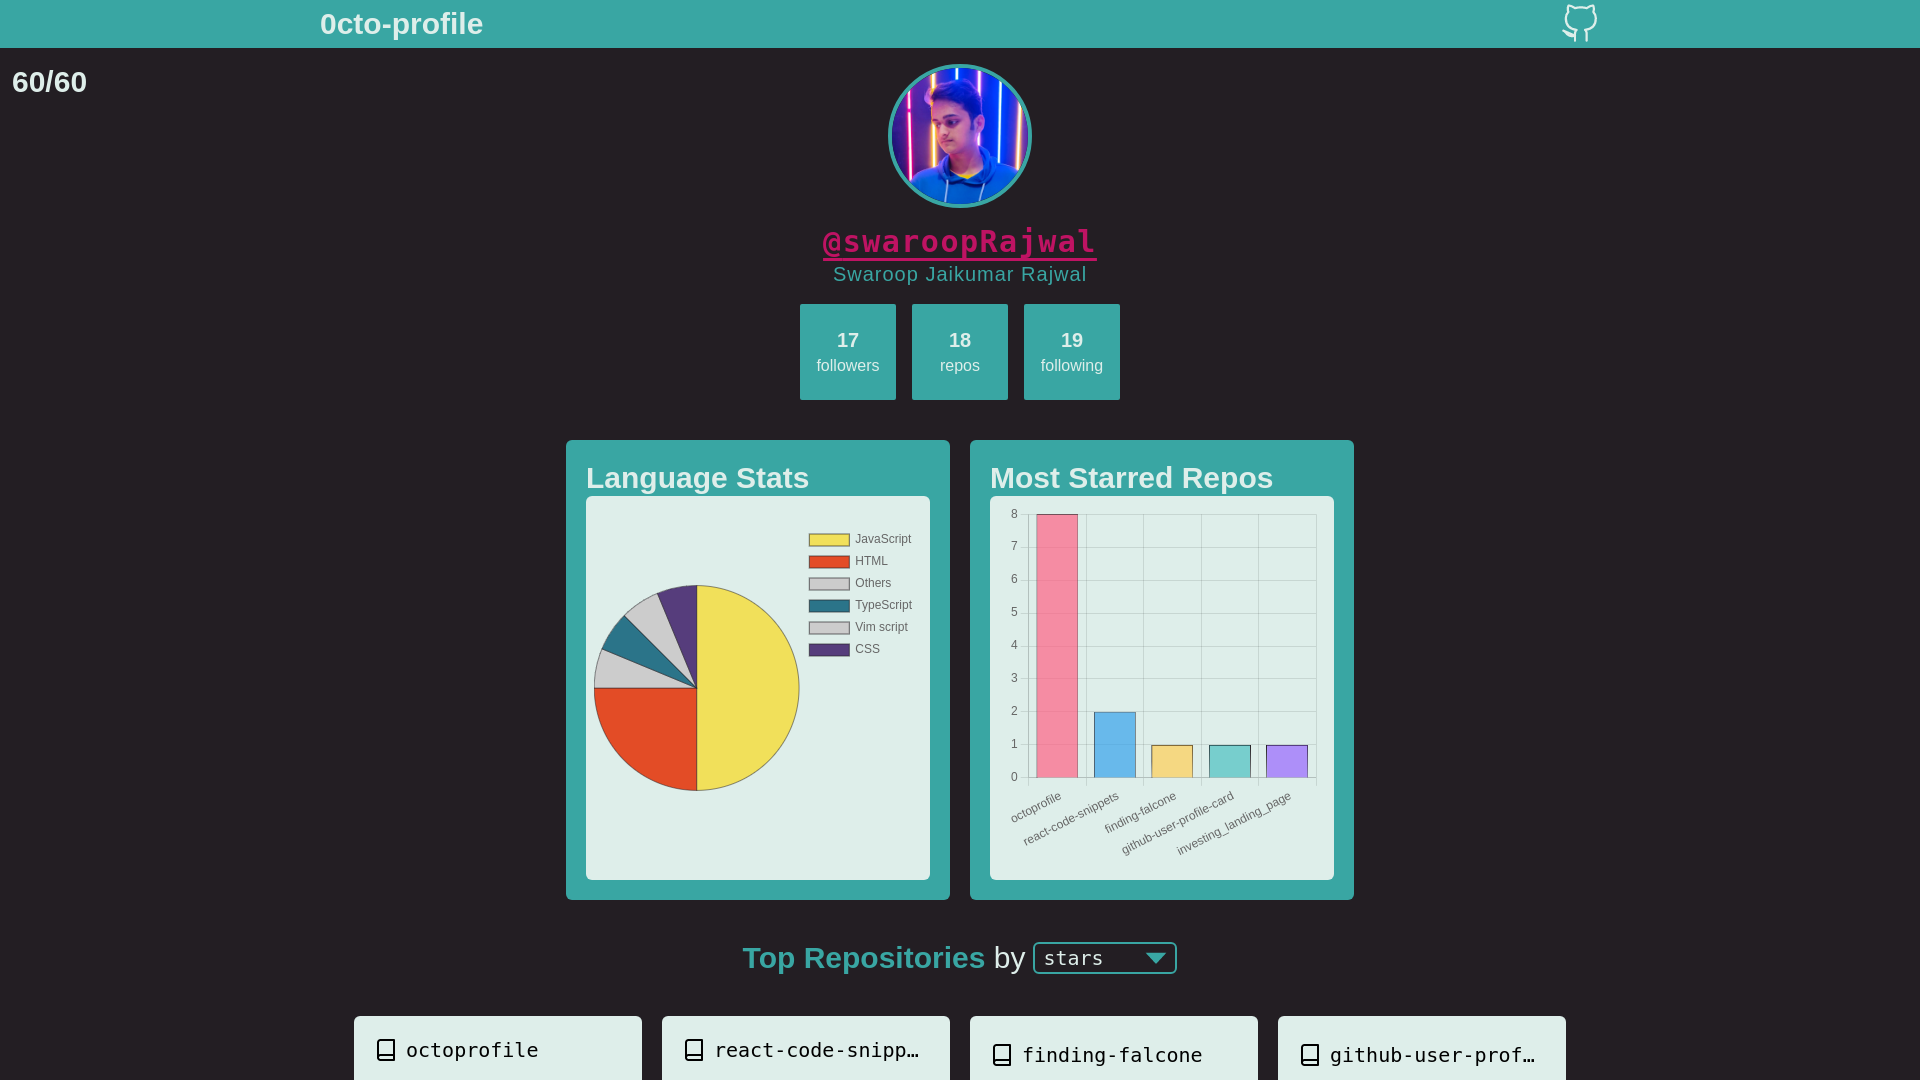 0cto-profile
60/60
@swaroopRajwal
Swaroop Jaikumar Rajwal
17
followers
18
repos
19
following
Language Stats
JavaScript
HTML
Others
TypeScript
Vim script
CSS
Most Starred Repos
8
7
6
5
4
3
2
1
0
octoprofile
react-code-snippets
finding-falcone
github-user-profile-card
investing_landing_page
Top Repositories by stars
octoprofile
react-code-snipp…
finding-falcone
github-user-prof…